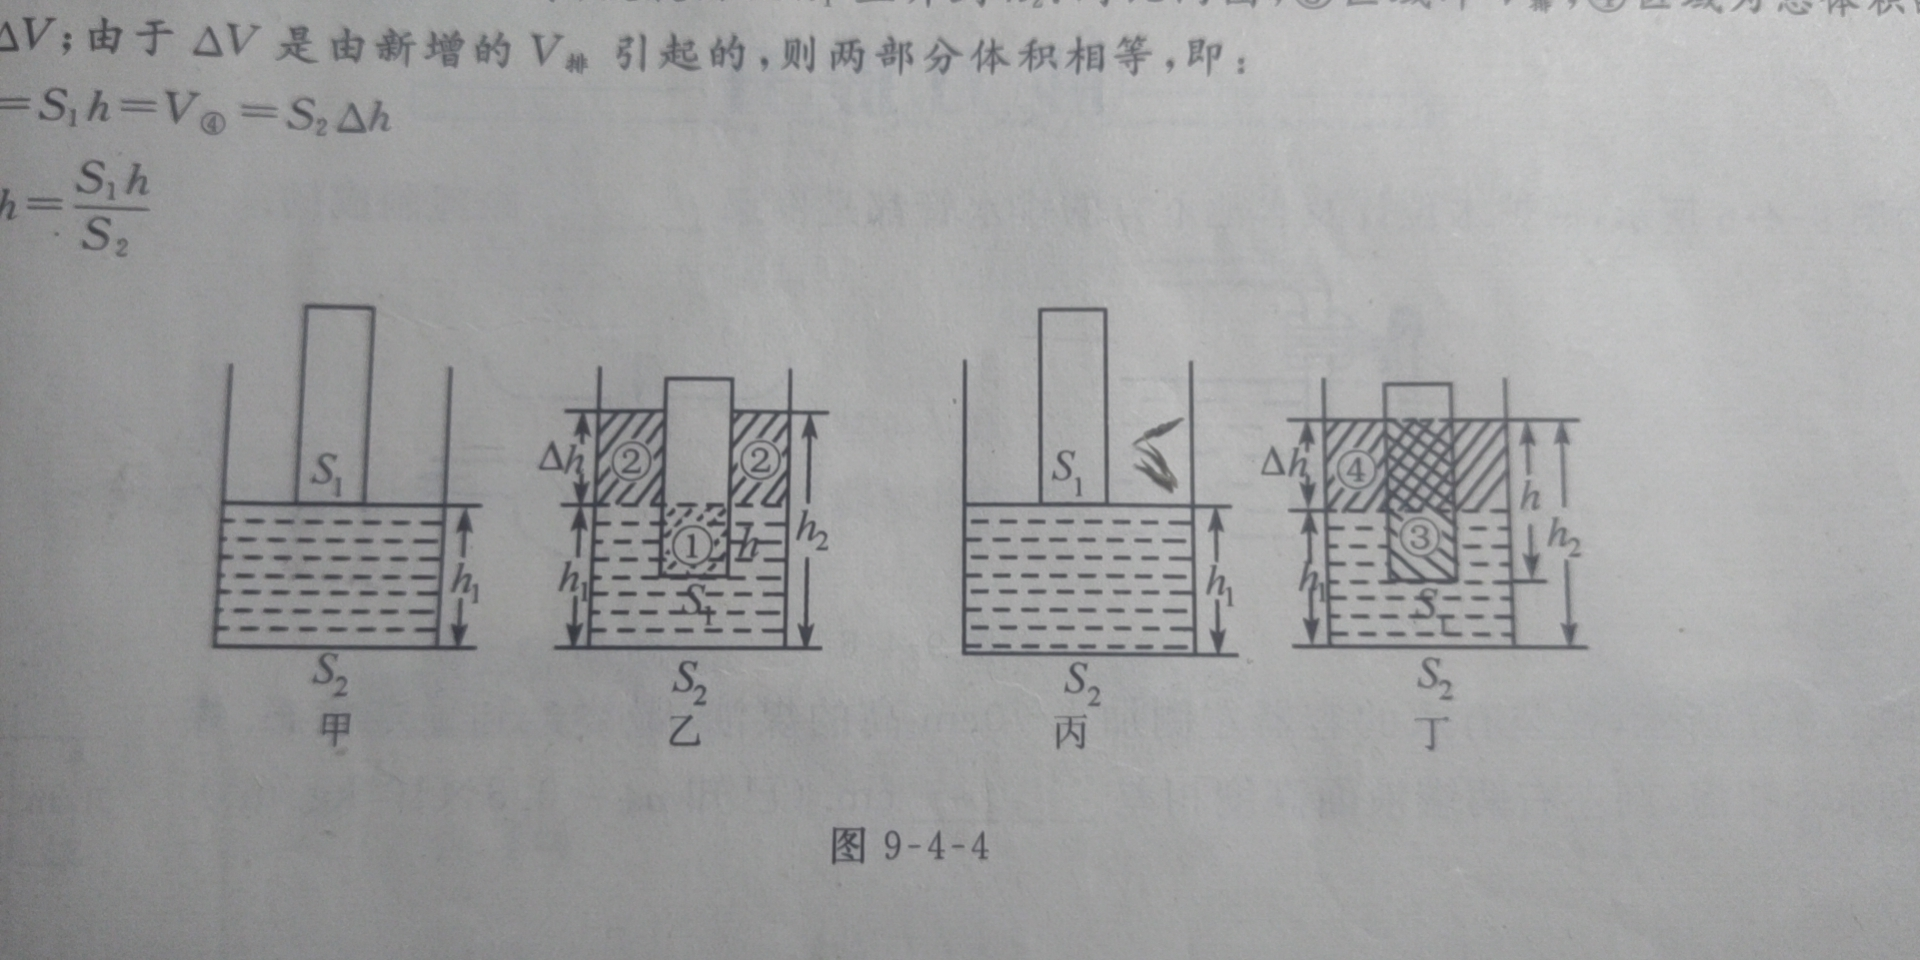 ΔV;由于 ΔV 是由新增的 V排 引起的,则两部分体积相等,即:
=S₁h=V④=S₂Δh
h=S₁h/S₂
S₁ h₁ S₂ 甲
Δh ② ② ① h h₁ h₂ S₁ S₂ 乙
S₁ h₁ S₂ 丙
Δh ④ ③ h h₁ h₂ S₁ S₂ 丁
图 9-4-4